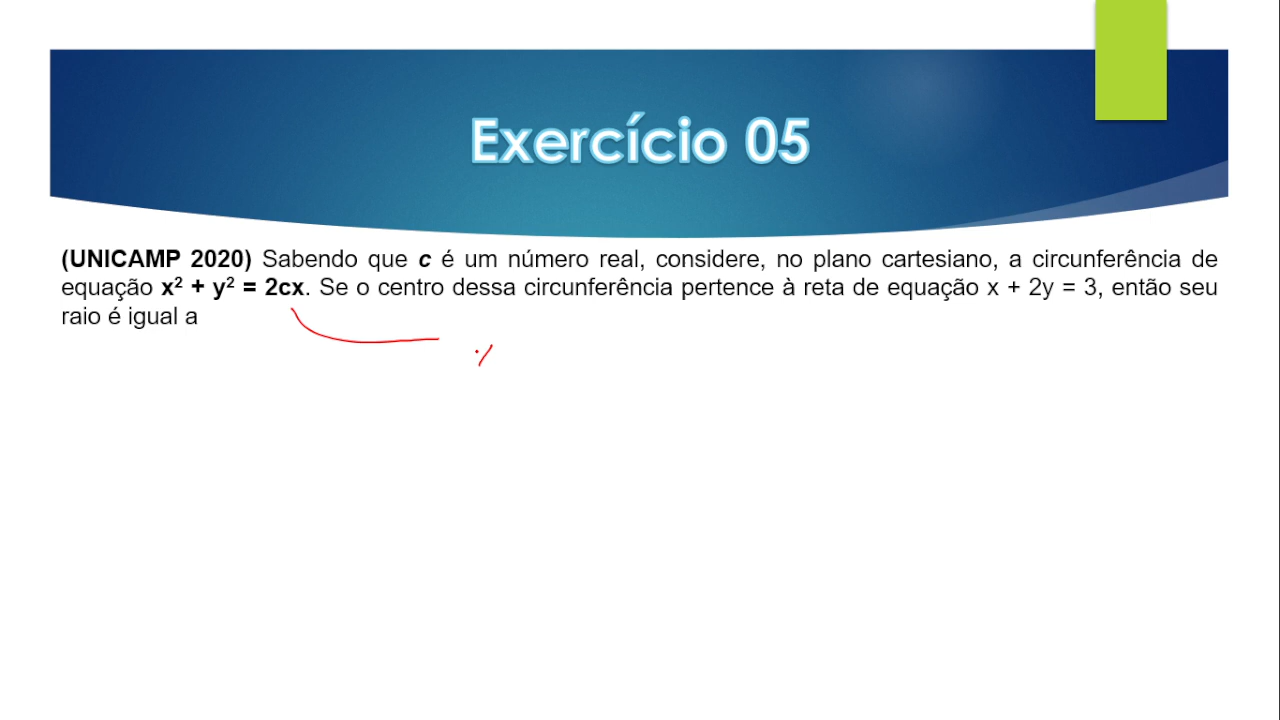 Exercício 05
(UNICAMP 2020) Sabendo que c é um número real, considere, no plano cartesiano, a circunferência de
equação x² + y² = 2cx. Se o centro dessa circunferência pertence à reta de equação x + 2y = 3, então seu
raio é igual a